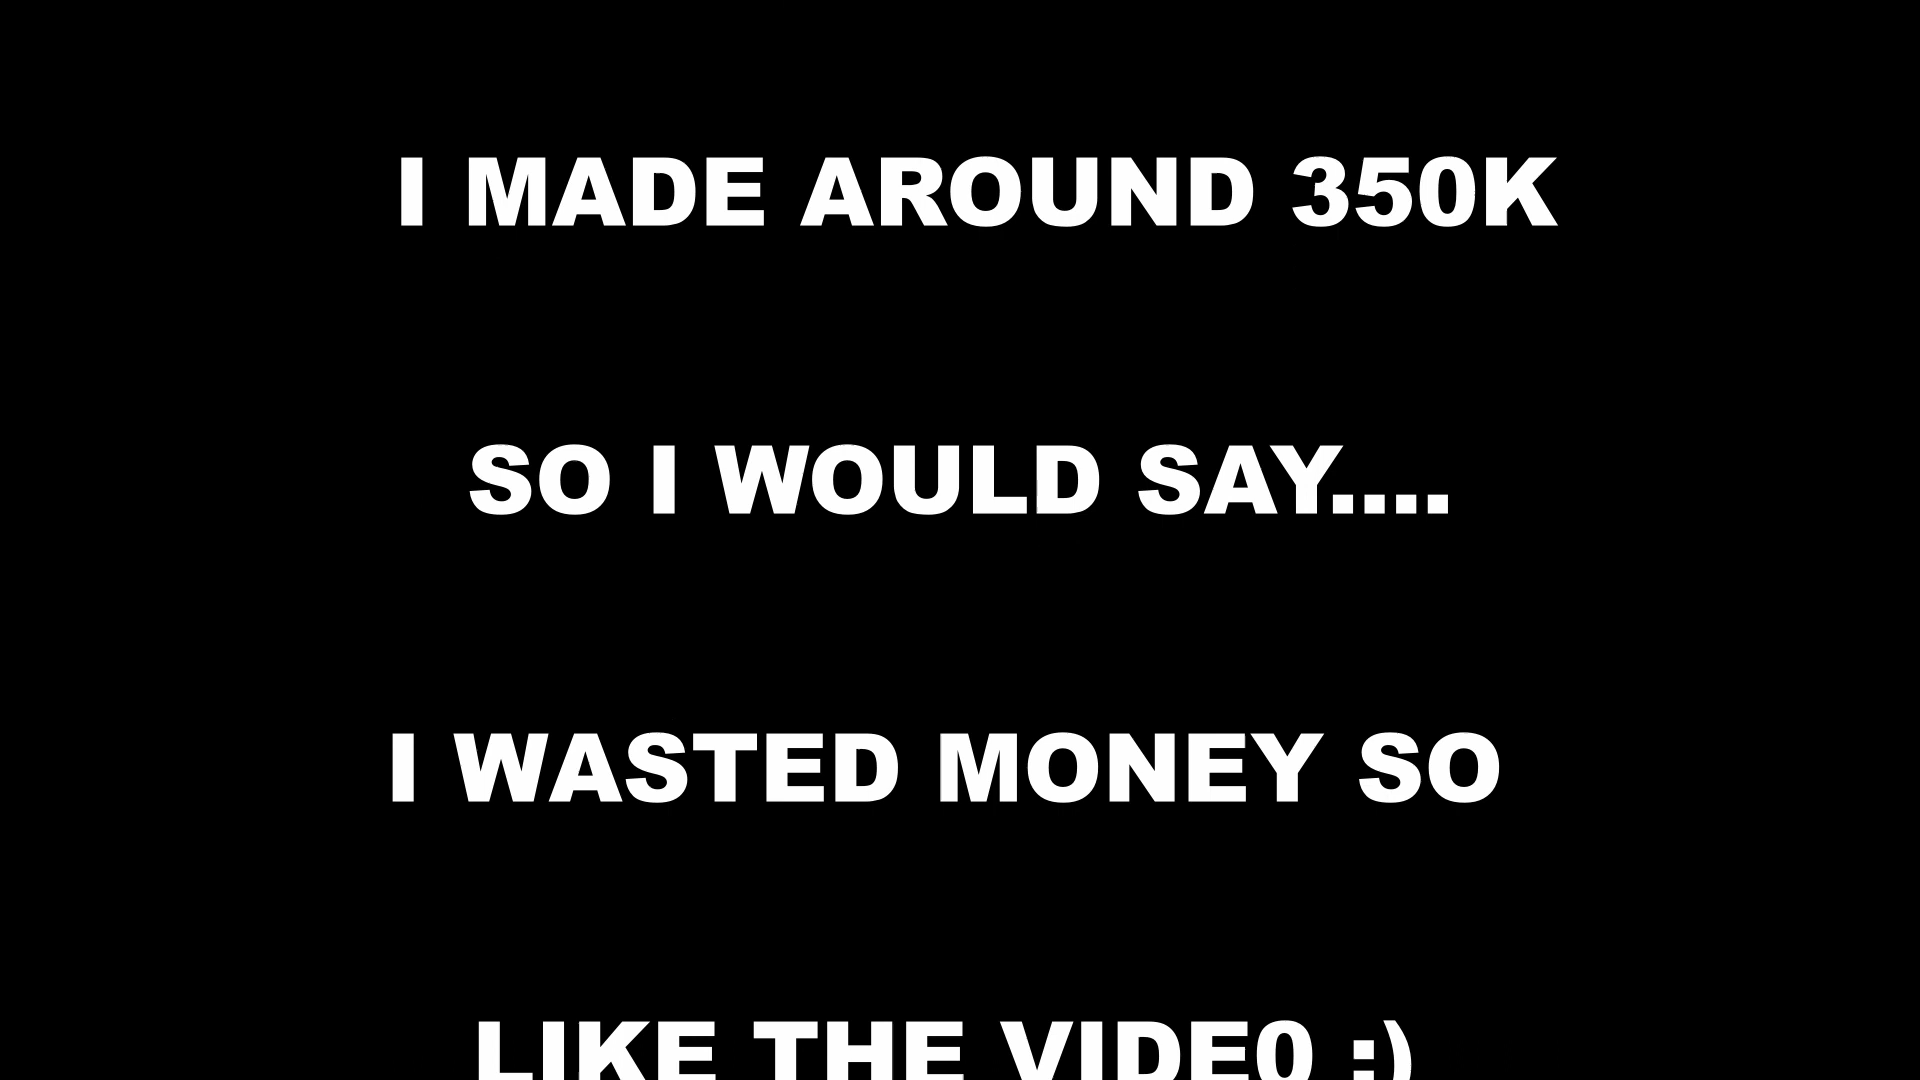 I MADE AROUND 350K
SO I WOULD SAY....
I WASTED MONEY SO
LIKE THE VIDE0 :)